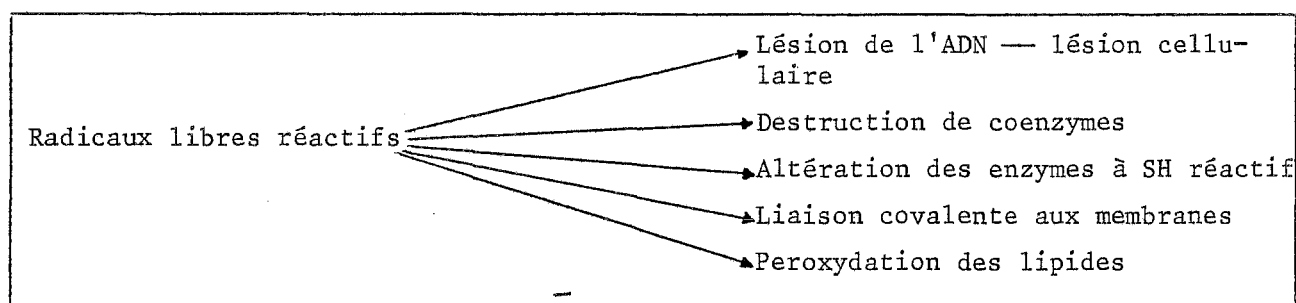 Lésion de l'ADN — lésion cellu-
laire
Radicaux libres réactifs
Destruction de coenzymes
Altération des enzymes à SH réactif
Liaison covalente aux membranes
Peroxydation des lipides